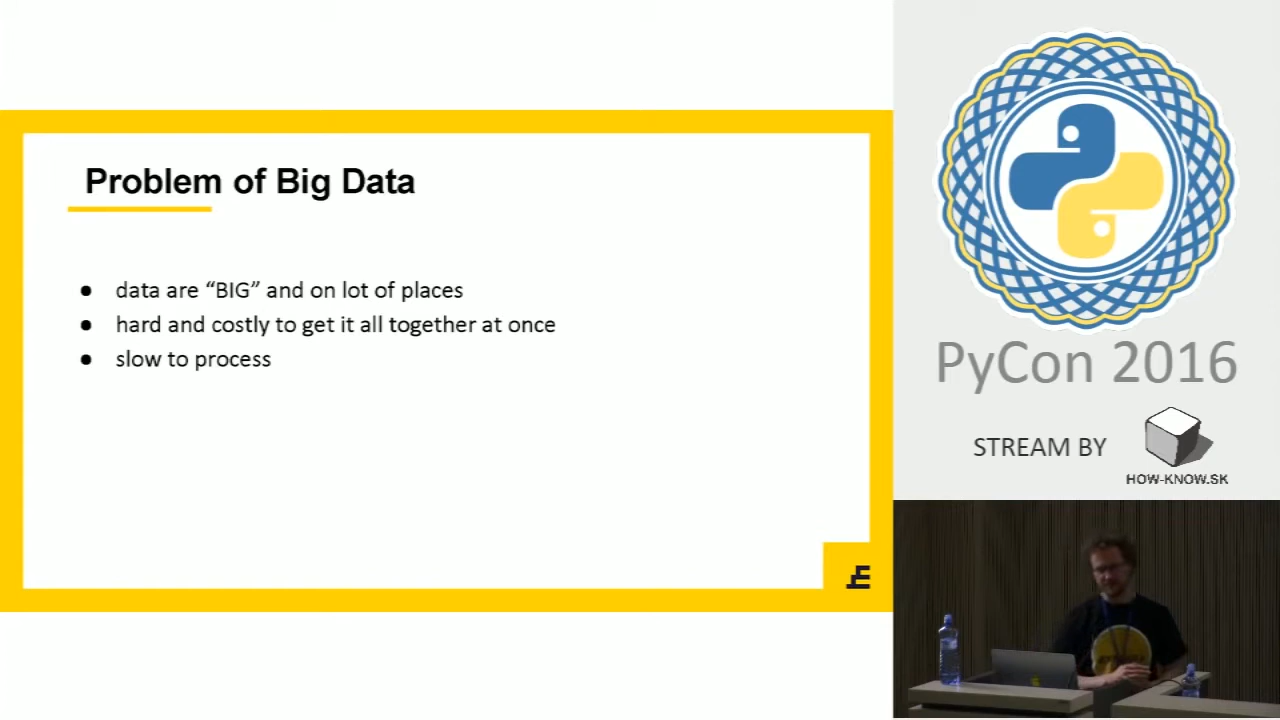 Problem of Big Data
● data are “BIG” and on lot of places
● hard and costly to get it all together at once
● slow to process
PyCon 2016
STREAM BY
HOW-KNOW.SK